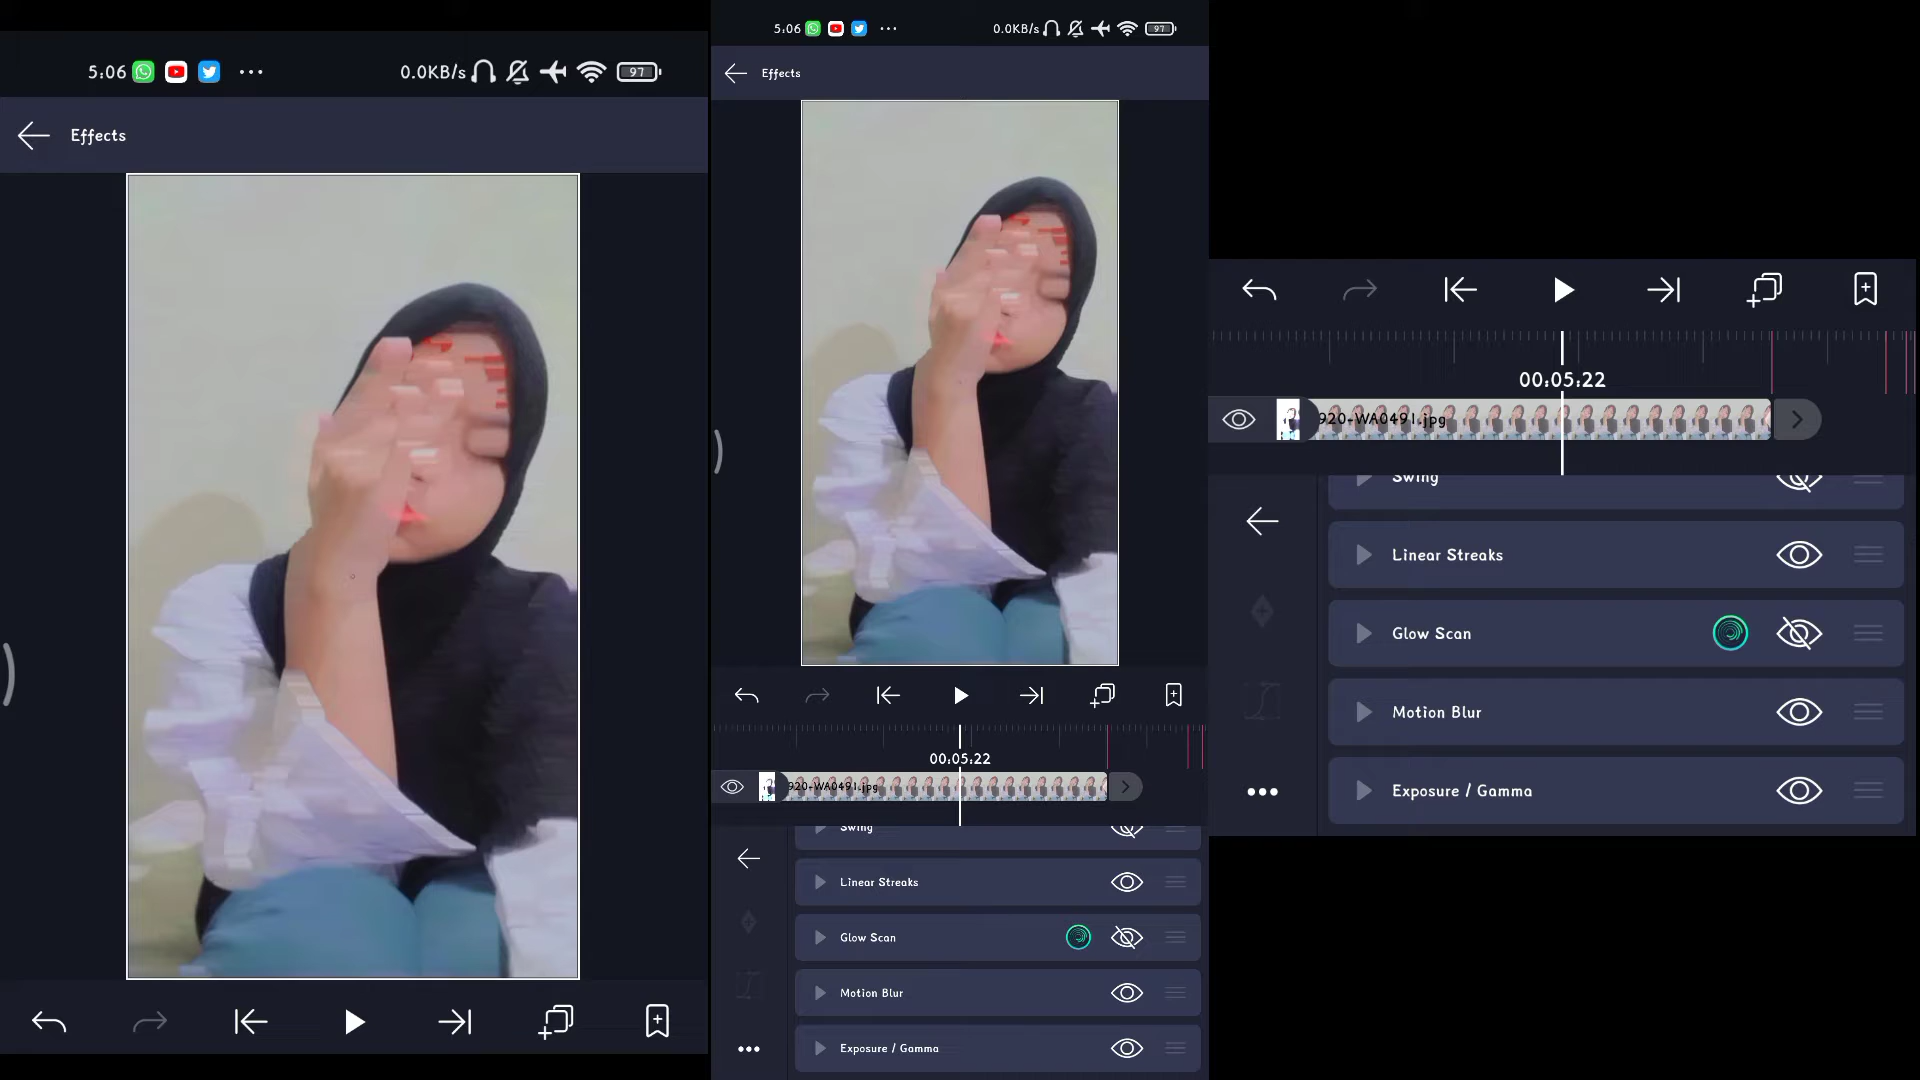 5:06
0.0KB/s
97
Effects
5:06
0.0KB/s
97
Effects
00:05:22
920-WA0491.jpg
Swing
Linear Streaks
Glow Scan
Motion Blur
Exposure / Gamma
00:05:22
920-WA0491.jpg
Swing
Linear Streaks
Glow Scan
Motion Blur
Exposure / Gamma